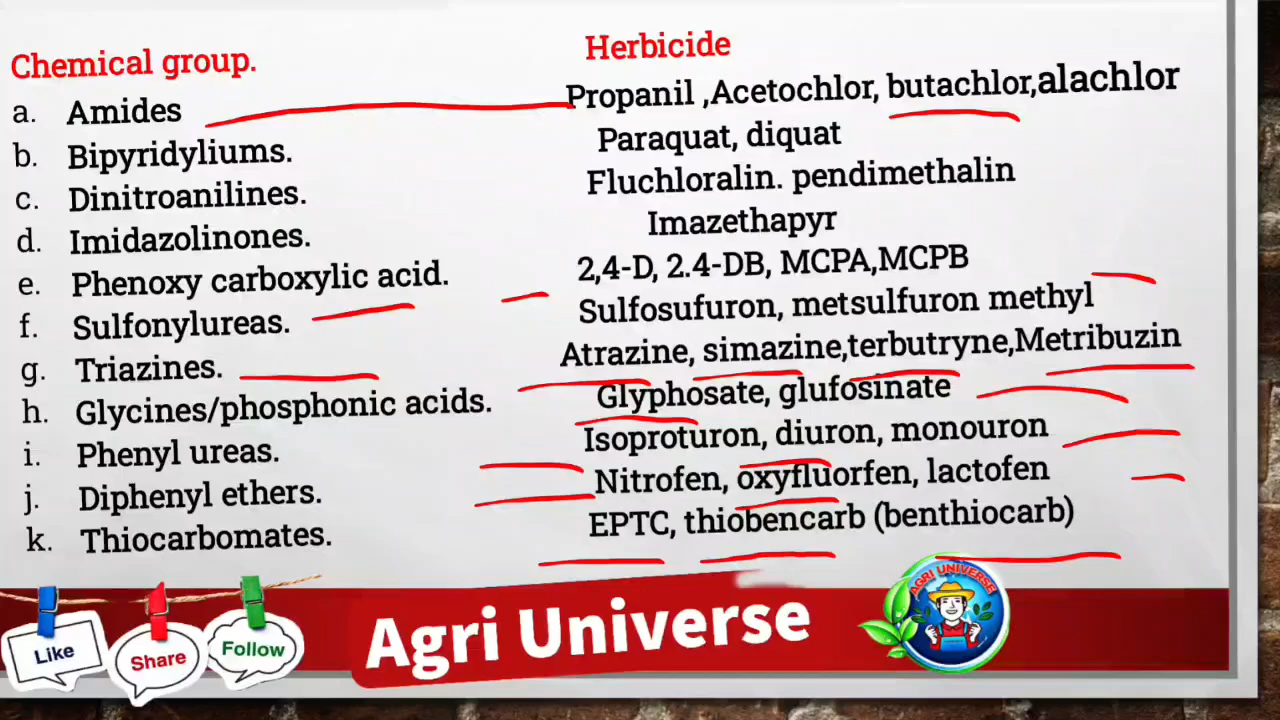 Chemical group.
Herbicide
a. Amides
Propanil ,Acetochlor, butachlor,alachlor
b. Bipyridyliums.
Paraquat, diquat
c. Dinitroanilines.
Fluchloralin. pendimethalin
d. Imidazolinones.
Imazethapyr
e. Phenoxy carboxylic acid.
2,4-D, 2.4-DB, MCPA,MCPB
f. Sulfonylureas.
Sulfosufuron, metsulfuron methyl
g. Triazines.
Atrazine, simazine,terbutryne,Metribuzin
h. Glycines/phosphonic acids.
Glyphosate, glufosinate
i. Phenyl ureas.
Isoproturon, diuron, monouron
j. Diphenyl ethers.
Nitrofen, oxyfluorfen, lactofen
k. Thiocarbomates.
EPTC, thiobencarb (benthiocarb)
Like
Share
Follow
Agri Universe
AGRI UNIVERSE